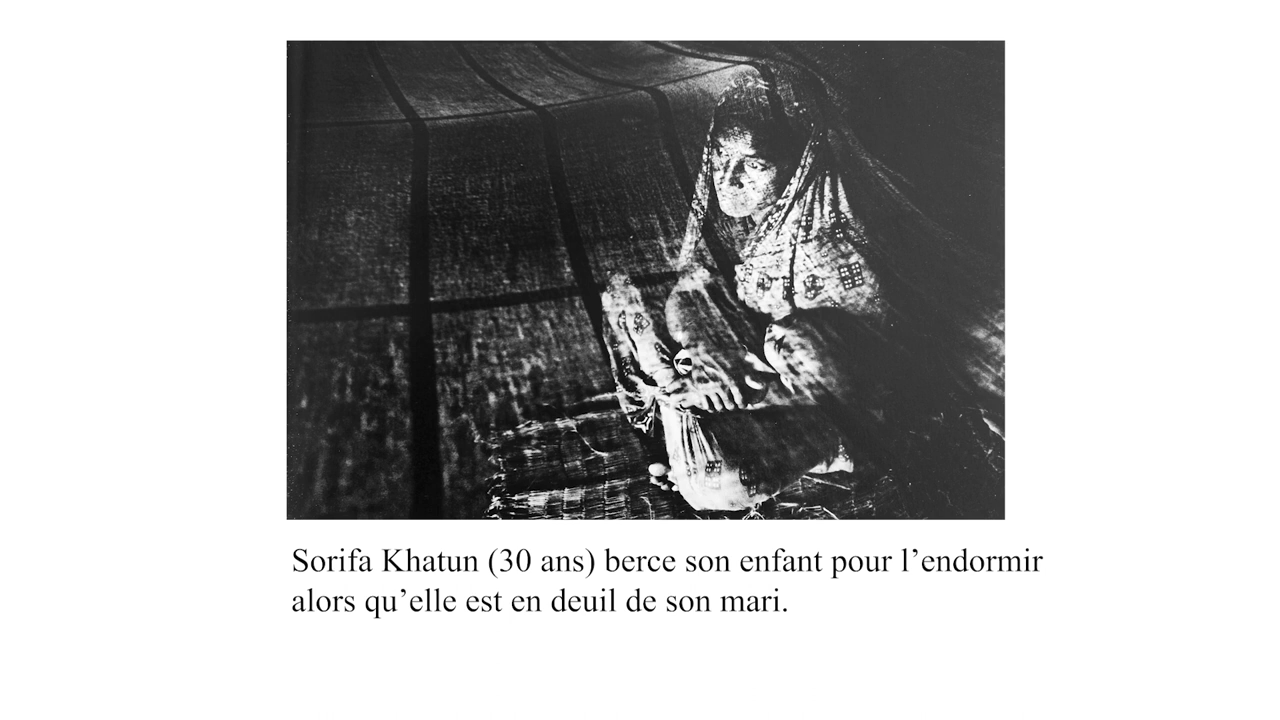 Sorifa Khatun (30 ans) berce son enfant pour l’endormir
alors qu’elle est en deuil de son mari.